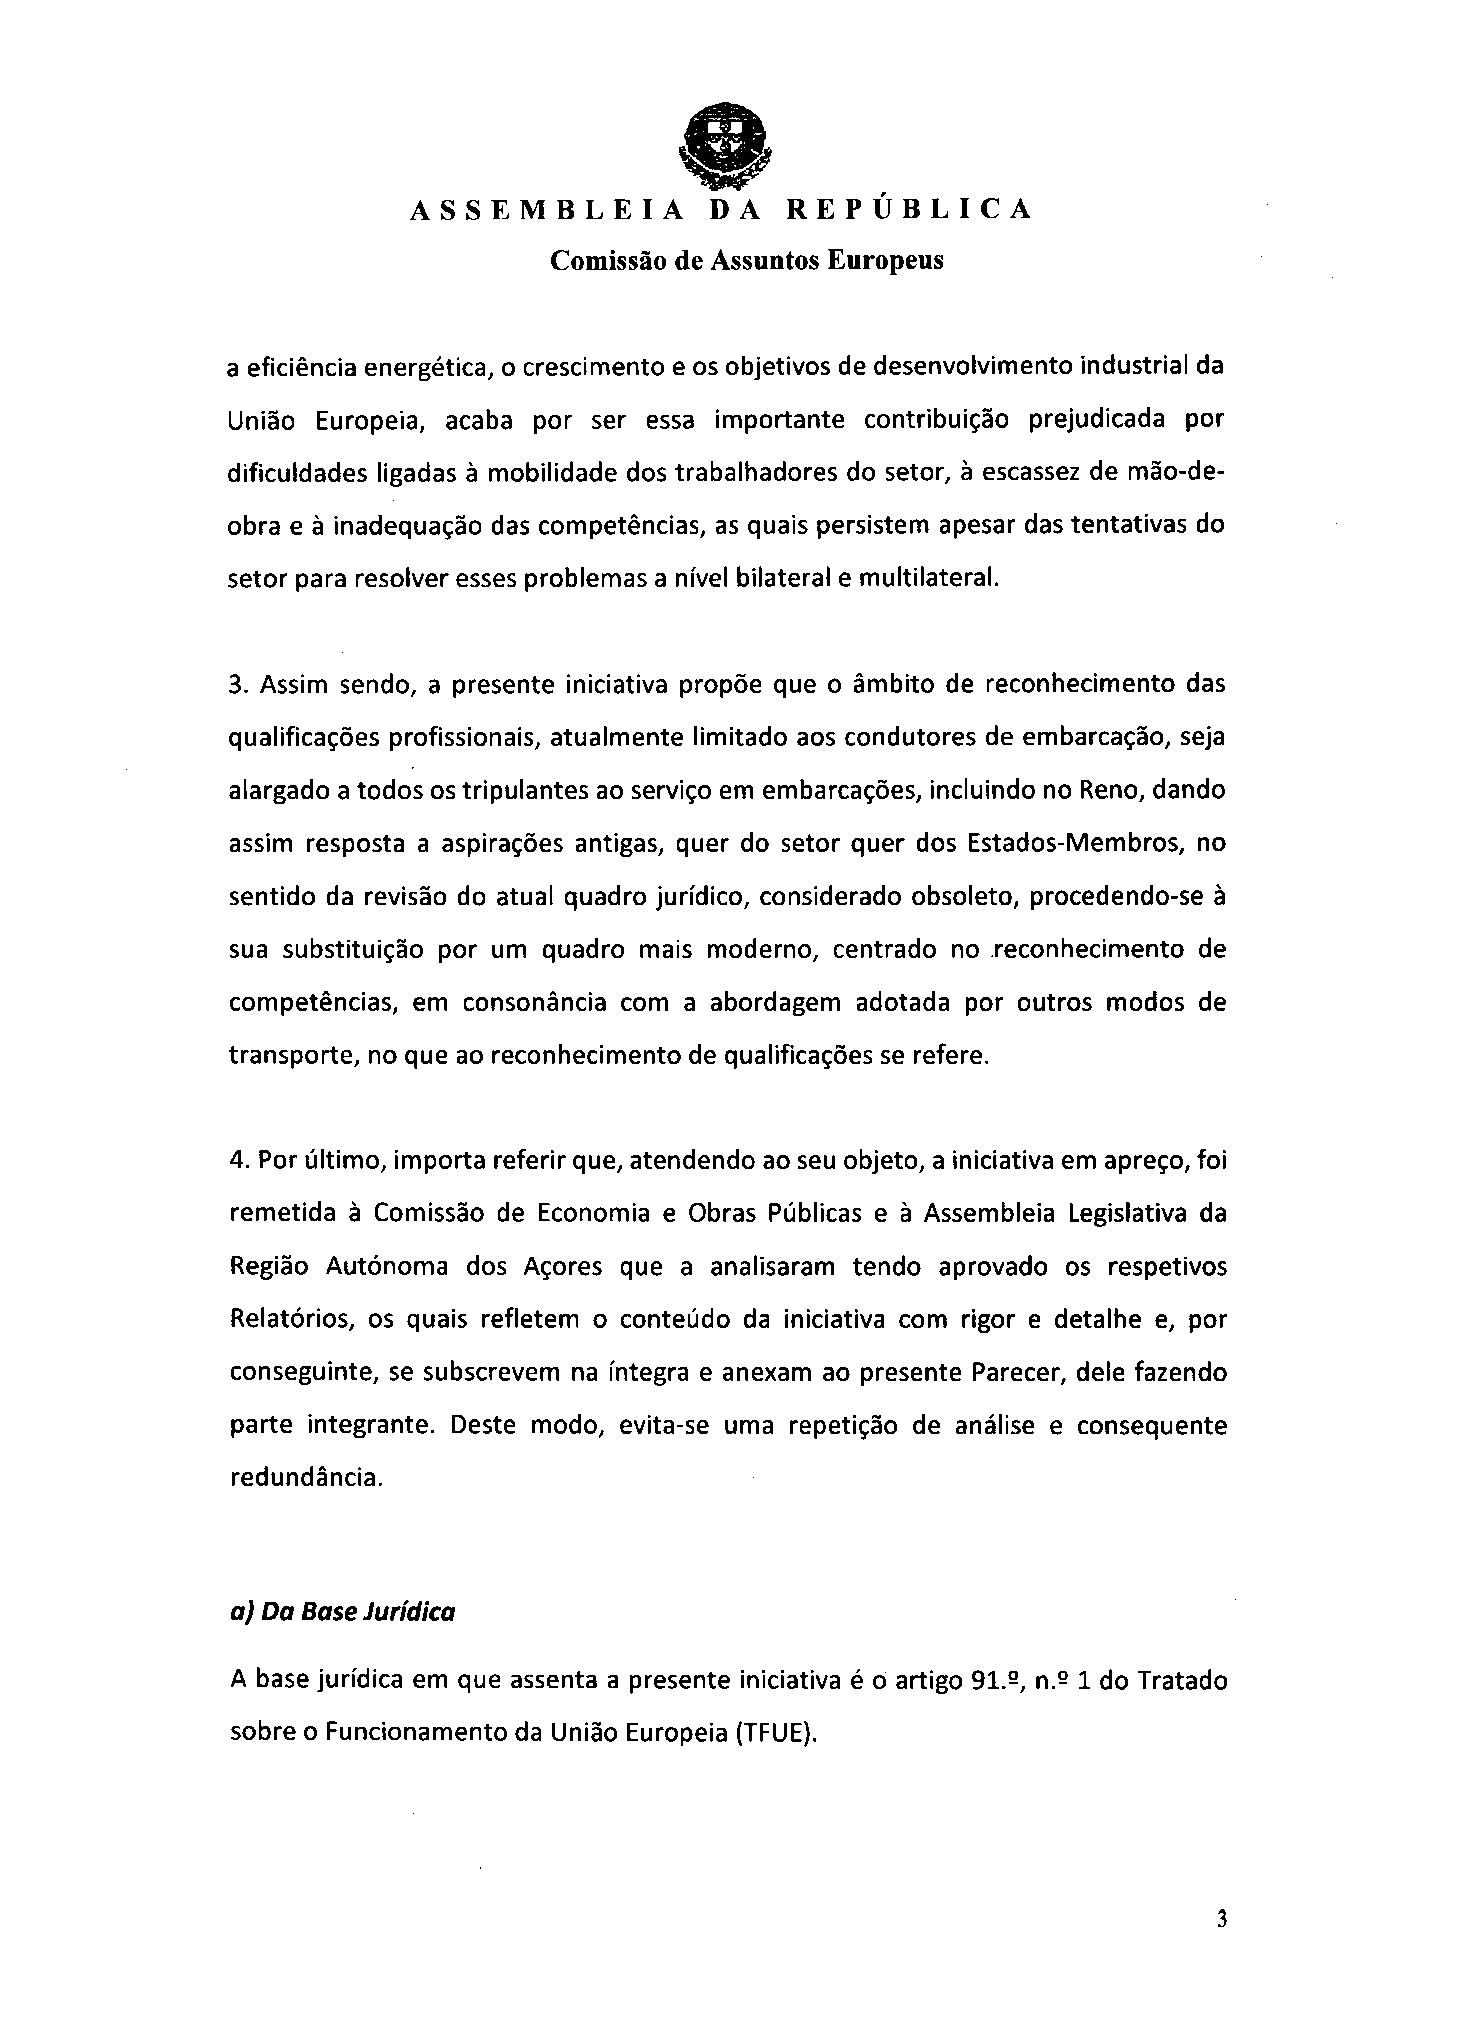 ASSEMBLEIA DA REPÚBLICA
Comissão de Assuntos Europeus
a eficiência energética, o crescimento e os objetivos de desenvolvimento industrial da
União Europeia, acaba por ser essa importante contribuição prejudicada por
dificuldades ligadas à mobilidade dos trabalhadores do setor, à escassez de mão-de-
obra e à inadequação das competências, as quais persistem apesar das tentativas do
setor para resolver esses problemas a nível bilateral e multilateral.
3. Assim sendo, a presente iniciativa propõe que o âmbito de reconhecimento das
qualificações profissionais, atualmente limitado aos condutores de embarcação, seja
alargado a todos os tripulantes ao serviço em embarcações, incluindo no Reno, dando
assim resposta a aspirações antigas, quer do setor quer dos Estados-Membros, no
sentido da revisão do atual quadro jurídico, considerado obsoleto, procedendo-se à
sua substituição por um quadro mais moderno, centrado no reconhecimento de
competências, em consonância com a abordagem adotada por outros modos de
transporte, no que ao reconhecimento de qualificações se refere.
4. Por último, importa referir que, atendendo ao seu objeto, a iniciativa em apreço, foi
remetida à Comissão de Economia e Obras Públicas e à Assembleia Legislativa da
Região Autónoma dos Açores que a analisaram tendo aprovado os respetivos
Relatórios, os quais refletem o conteúdo da iniciativa com rigor e detalhe e, por
conseguinte, se subscrevem na íntegra e anexam ao presente Parecer, dele fazendo
parte integrante. Deste modo, evita-se uma repetição de análise e consequente
redundância.
a) Da Base Jurídica
A base jurídica em que assenta a presente iniciativa é o artigo 91.º, n.º 1 do Tratado
sobre o Funcionamento da União Europeia (TFUE).
3